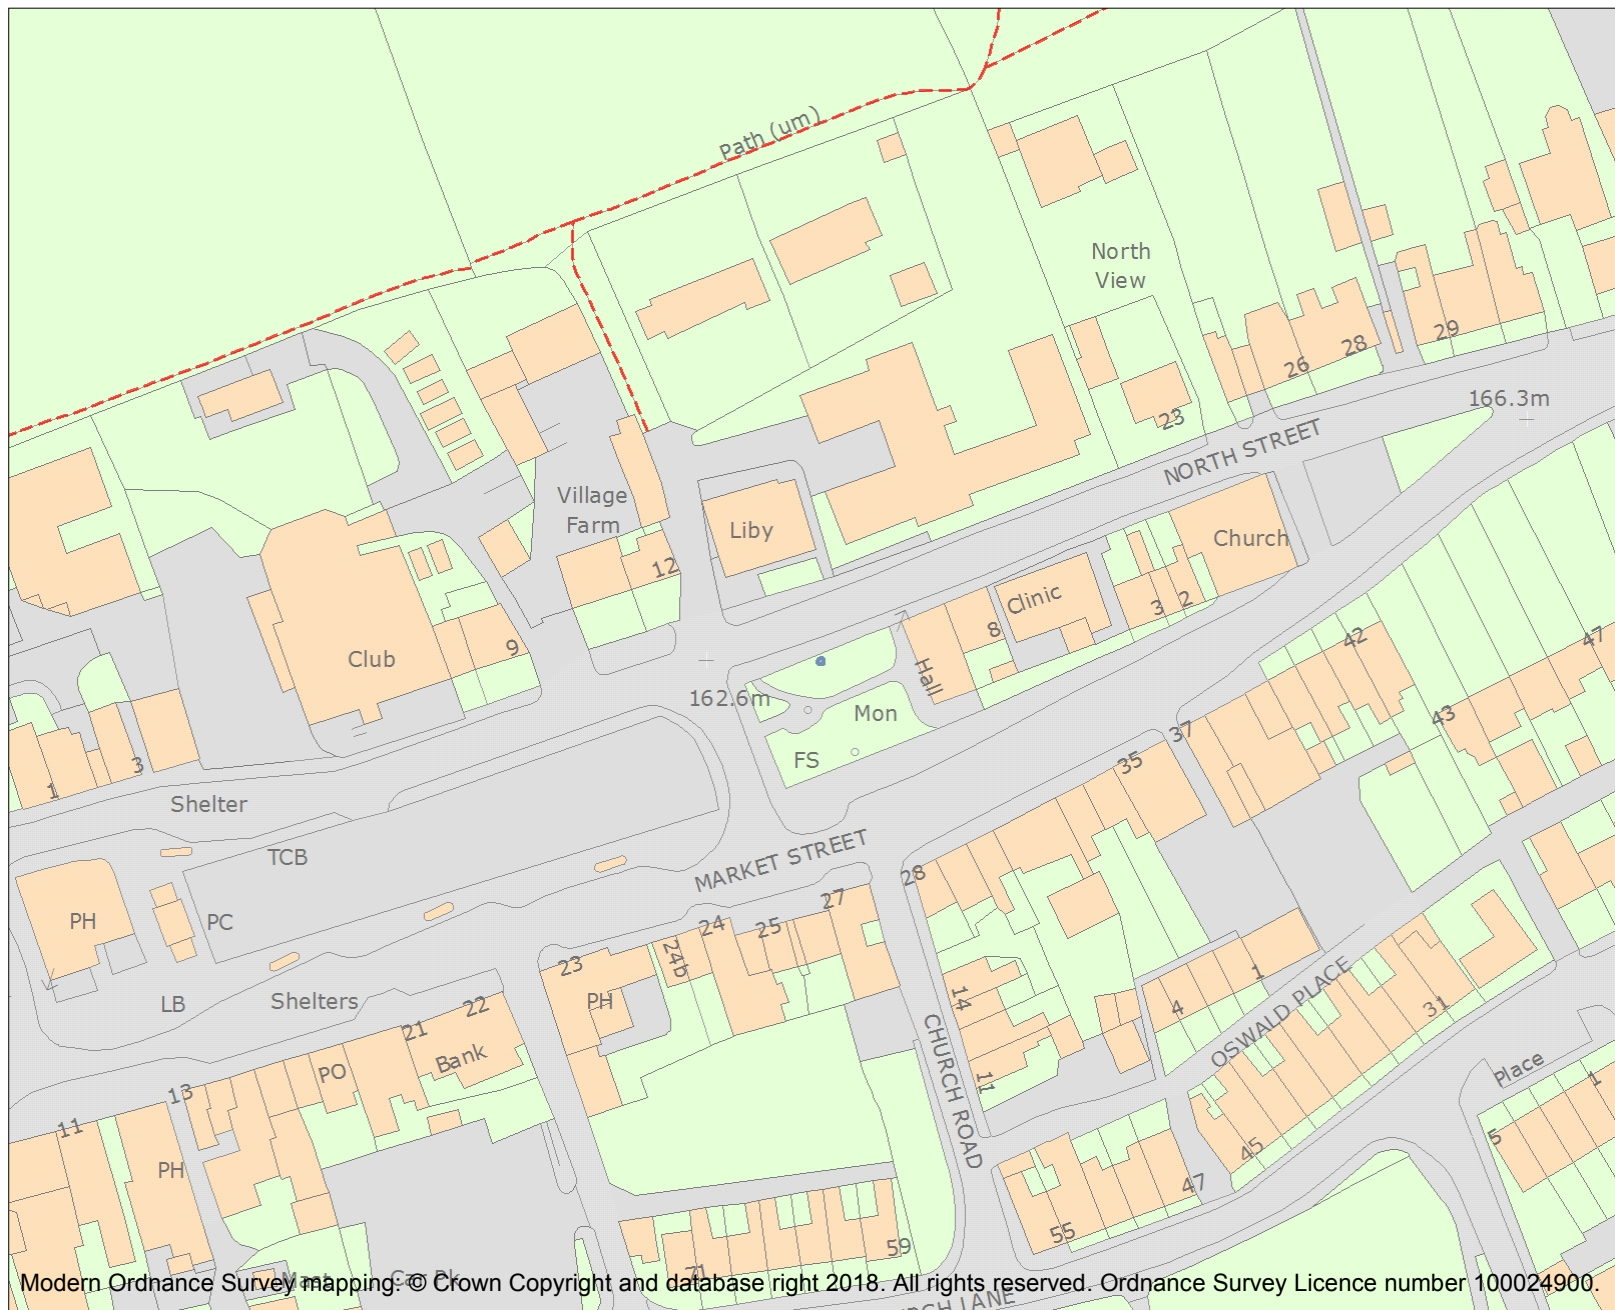 Path (um)
North
View
29
28
26
166.3m
23
NORTH STREET
Village
Farm
Liby
Church
12
Clinic
3
2
8
9
Club
42
47
Hall
162.6m
Mon
43
37
FS
35
3
1
Shelter
TCB
MARKET STREET
28
27
PH
PC
24
25
24b
23
1
LB
Shelters
PH
14
4
31
22
21
Bank
OSWALD PLACE
CHURCH ROAD
PO
11
Place
1
13
11
5
45
PH
47
55
59
71
Mast
Car Pk
Modern Ordnance Survey mapping: © Crown Copyright and database right 2018. All rights reserved. Ordnance Survey Licence number 100024900.
LANE